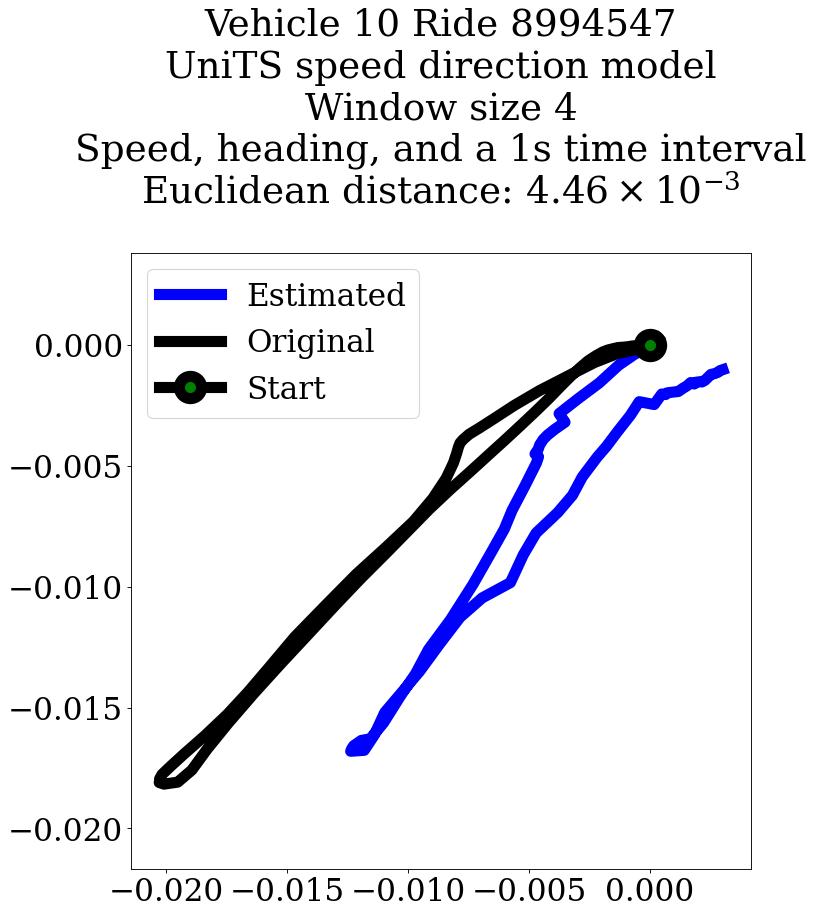 Vehicle 10 Ride 8994547
UniTS speed direction model
Window size 4
Speed, heading, and a 1s time interval
Euclidean distance: 4.46 × 10⁻³
Estimated
Original
Start
0.000
−0.005
−0.010
−0.015
−0.020
−0.020 −0.015 −0.010 −0.005 0.000